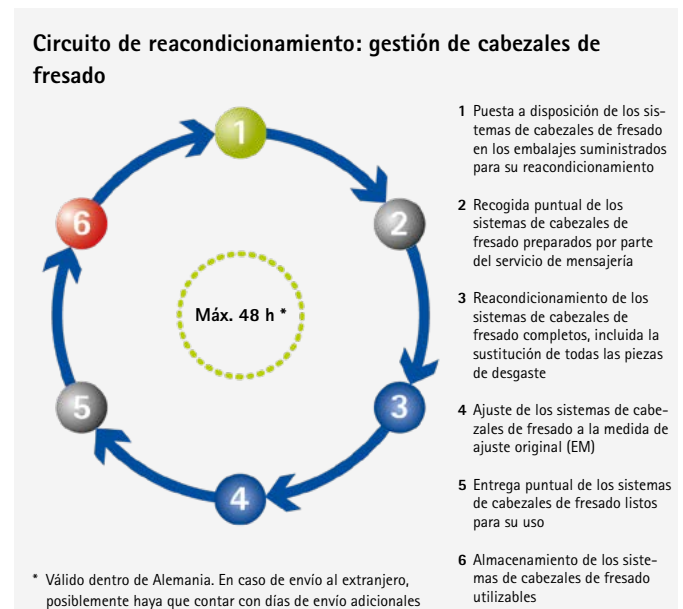 Circuito de reacondicionamiento: gestión de cabezales de
fresado
1
2
3
4
5
6
Máx. 48 h *
1 Puesta a disposición de los sis-
temas de cabezales de fresado
en los embalajes suministrados
para su reacondicionamiento
2 Recogida puntual de los
sistemas de cabezales de
fresado preparados por parte
del servicio de mensajería
3 Reacondicionamiento de los
sistemas de cabezales de
fresado completos, incluida la
sustitución de todas las piezas
de desgaste
4 Ajuste de los sistemas de cabe-
zales de fresado a la medida de
ajuste original (EM)
5 Entrega puntual de los sistemas
de cabezales de fresado listos
para su uso
6 Almacenamiento de los siste-
mas de cabezales de fresado
utilizables
* Válido dentro de Alemania. En caso de envío al extranjero,
posiblemente haya que contar con días de envío adicionales